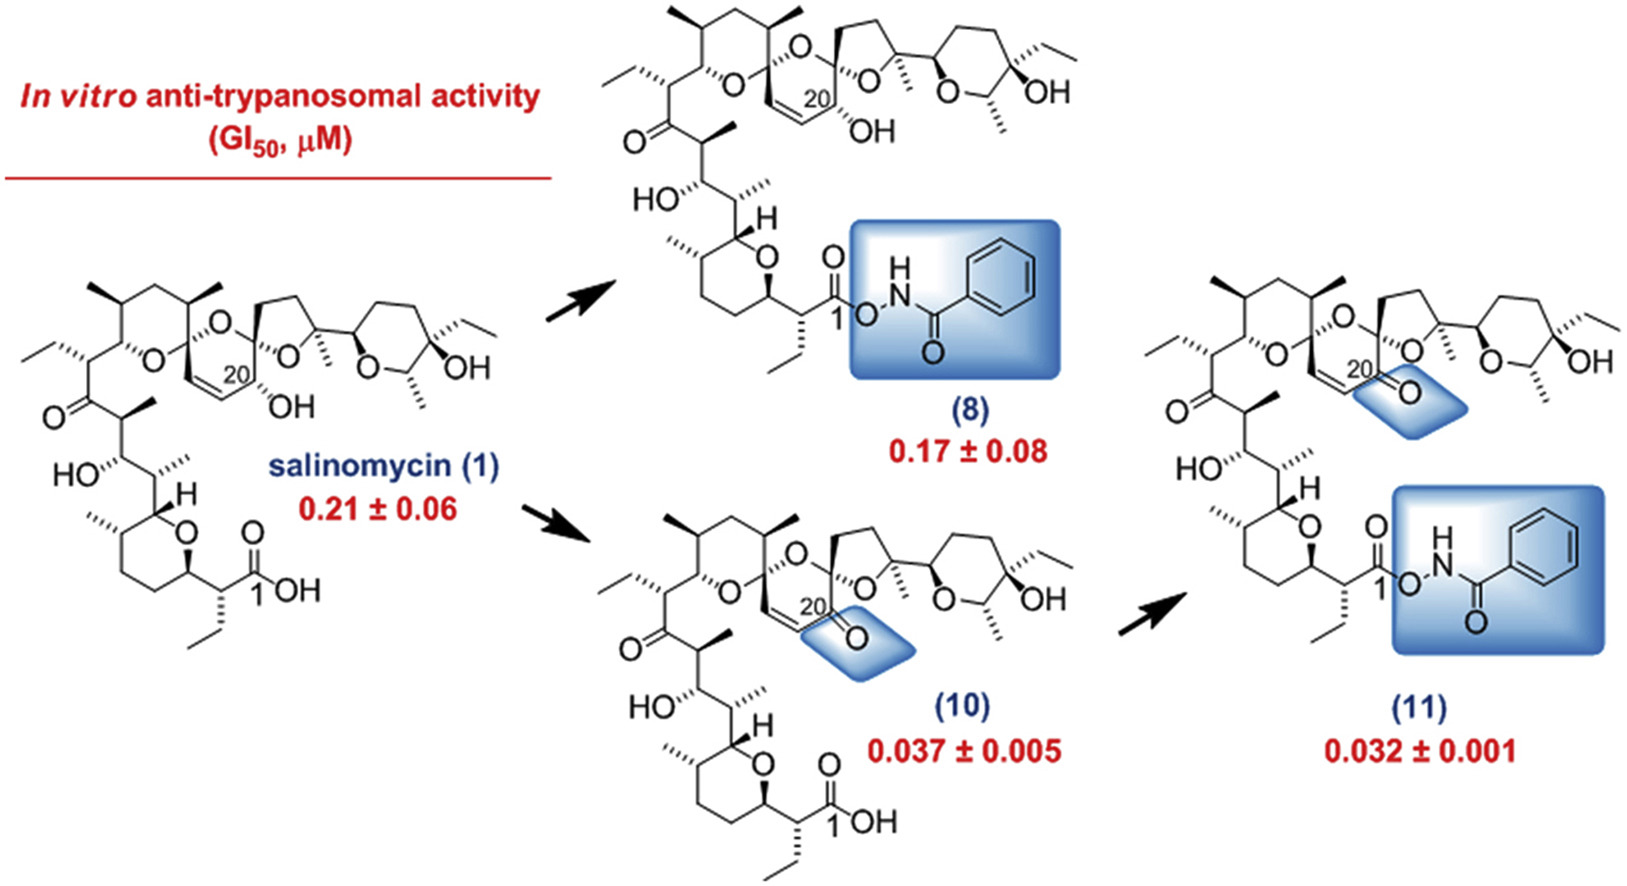 In vitro anti-trypanosomal activity
(GI50, μM)
O
O
O
20
OH
O
OH
O
HO
H
O
O
1
O
H
N
O
(8)
0.17 ± 0.08
O
O
O
20
OH
O
OH
O
HO
H
O
O
1
OH
salinomycin (1)
0.21 ± 0.06
O
O
O
20
O
O
OH
O
HO
H
O
O
1
OH
(10)
0.037 ± 0.005
O
O
O
20
O
O
OH
O
HO
H
O
O
1
O
H
N
O
(11)
0.032 ± 0.001